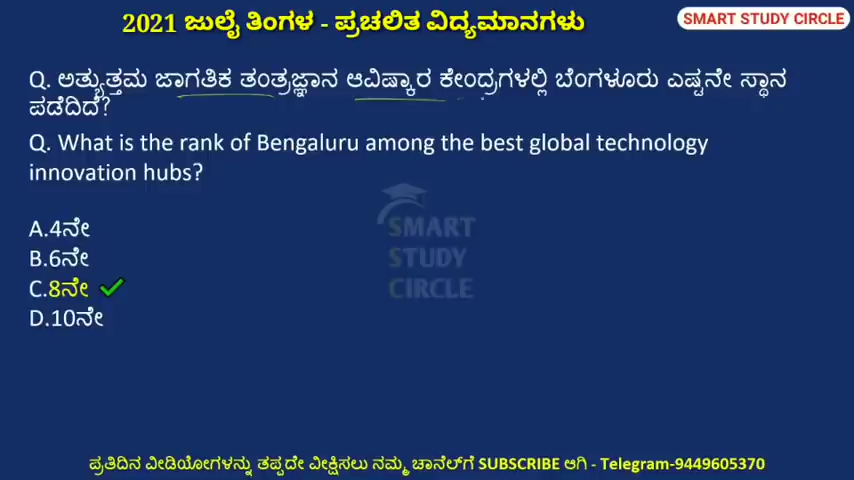 2021 ಜುಲೈ ತಿಂಗಳ - ಪ್ರಚಲಿತ ವಿದ್ಯಮಾನಗಳು
SMART STUDY CIRCLE
Q. ಅತ್ಯುತ್ತಮ ಜಾಗತಿಕ ತಂತ್ರಜ್ಞಾನ ಆವಿಷ್ಕಾರ ಕೇಂದ್ರಗಳಲ್ಲಿ ಬೆಂಗಳೂರು ಎಷ್ಟನೇ ಸ್ಥಾನ
ಪಡೆದಿದೆ?
Q. What is the rank of Bengaluru among the best global technology
innovation hubs?
A.4ನೇ
B.6ನೇ
C.8ನೇ
D.10ನೇ
SMART
STUDY
CIRCLE
ಪ್ರತಿದಿನ ವೀಡಿಯೋಗಳನ್ನು ತಪ್ಪದೇ ವೀಕ್ಷಿಸಲು ನಮ್ಮ ಚಾನೆಲ್‌ಗೆ SUBSCRIBE ಆಗಿ - Telegram-9449605370